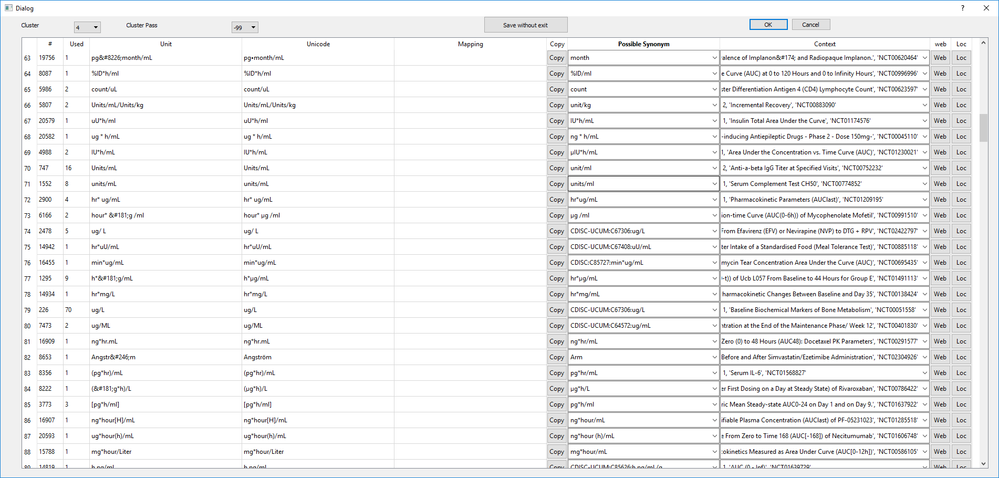 Dialog ?
Cluster 4 Cluster Pass -99 Save without exit OK Cancel
# Used Unit Unicode Mapping Copy Possible Synonym Context web Loc
63 19756 1 pg&#8226;month/mL pg•month/mL Copy month alence of Implanon&#174; and Radiopaque Implanon.', 'NCT00620464' Web Loc
64 8087 1 %ID*h/ml %ID*h/ml Copy %ID/ml e Curve (AUC) at 0 to 120 Hours and 0 to Infinity Hours', 'NCT00996996' Web Loc
65 5986 2 count/uL count/uL Copy count ster Differentiation Antigen 4 (CD4) Lymphocyte Count', 'NCT00623597' Web Loc
66 5807 2 Units/mL/Units/kg Units/mL/Units/kg Copy unit/kg 2, 'Incremental Recovery', 'NCT00883090' Web Loc
67 20579 1 uU*h/ml uU*h/ml Copy IU*h/mL 1, 'Insulin Total Area Under the Curve', 'NCT01174576' Web Loc
68 20582 1 ug * h/mL ug * h/mL Copy ng * h/mL -inducing Antiepileptic Drugs - Phase 2 - Dose 150mg-', 'NCT00045110' Web Loc
69 4988 2 IU*h/mL IU*h/mL Copy µIU*h/mL 1, 'Area Under the Concentration vs. Time Curve (AUC)', 'NCT01230021' Web Loc
70 747 16 Units/mL Units/mL Copy unit/ml 2, 'Anti-a-beta IgG Titer at Specified Visits', 'NCT00752232' Web Loc
71 1552 8 units/mL units/mL Copy units/ml 1, 'Serum Complement Test CH50', 'NCT00774852' Web Loc
72 2900 4 hr* ug/mL hr* ug/mL Copy hr*ug/mL 1, 'Pharmacokinetic Parameters (AUClast)', 'NCT01209195' Web Loc
73 6166 2 hour* &#181;g /ml hour* µg /ml Copy µg /ml ion-time Curve (AUC(0-6h)) of Mycophenolate Mofetil', 'NCT00991510' Web Loc
74 2478 5 ug/ L ug/ L Copy CDISC-UCUM:C67306:ug/L From Efavirenz (EFV) or Nevirapine (NVP) to DTG + RPV', 'NCT02422797' Web Loc
75 14942 1 hr*uU/mL hr*uU/mL Copy CDISC-UCUM:C67408:uU/mL ter Intake of a Standardised Food (Meal Tolerance Test)', 'NCT00885118' Web Loc
76 16455 1 min*ug/mL min*ug/mL Copy CDISC:C85727:min*ug/mL mycin Tear Concentration Area Under the Curve (AUC)', 'NCT00695435' Web Loc
77 1295 9 h*&#181;g/mL h*µg/mL Copy hr*µg/mL -t)) of Ucb L057 From Baseline to 44 Hours for Group E', 'NCT01491113' Web Loc
78 14934 1 hr*mg/L hr*mg/L Copy hr*mg/mL harmacokinetic Changes Between Baseline and Day 35', 'NCT00138424' Web Loc
79 226 70 ug/L ug/L Copy CDISC-UCUM:C67306:ug/L 1, 'Baseline Biochemical Markers of Bone Metabolism', 'NCT00051558' Web Loc
80 7473 2 ug/ML ug/ML Copy CDISC-UCUM:C64572:ug/mL ntration at the End of the Maintenance Phase/ Week 12', 'NCT00401830' Web Loc
81 16909 1 ng*hr.mL ng*hr.mL Copy ng*hr/mL Zero (0) to 48 Hours (AUC48): Docetaxel PK Parameters', 'NCT00291577' Web Loc
82 8653 1 Angstr&#246;m Angström Copy Arm Before and After Simvastatin/Ezetimibe Administration', 'NCT02304926' Web Loc
83 8356 1 (pg*hr)/mL (pg*hr)/mL Copy pg*hr/mL 1, 'Serum IL-6', 'NCT01568827' Web Loc
84 8222 1 (&#181;g*h)/L (µg*h)/L Copy µg*h/L er First Dosing on a Day at Steady State) of Rivaroxaban', 'NCT00786422' Web Loc
85 3773 3 [pg*h/ml] [pg*h/ml] Copy pg*h/ml ric Mean Steady-state AUC0-24 on Day 1 and on Day 9.', 'NCT01637922' Web Loc
86 16907 1 ng*hour[H]/mL ng*hour[H]/mL Copy ng*hour/mL ifiable Plasma Concentration (AUClast) of PF-05231023', 'NCT01285518' Web Loc
87 20593 1 ug*hour(h)/mL ug*hour(h)/mL Copy ng*hour (h)/mL e From Zero to Time 168 (AUC[-168]) of Necitumumab', 'NCT01606748' Web Loc
88 15788 1 mg*hour/Liter mg*hour/Liter Copy mg*hour/mL cokinetics Measured as Area Under Curve (AUC[0-12h])', 'NCT00586105' Web Loc
89 14819 1 h.ng/mL h.ng/mL Copy CDISC-UCUM:C85626:h.ng/mL/g 1, 'AUC (0 - Inf)', 'NCT01639729' Web Loc